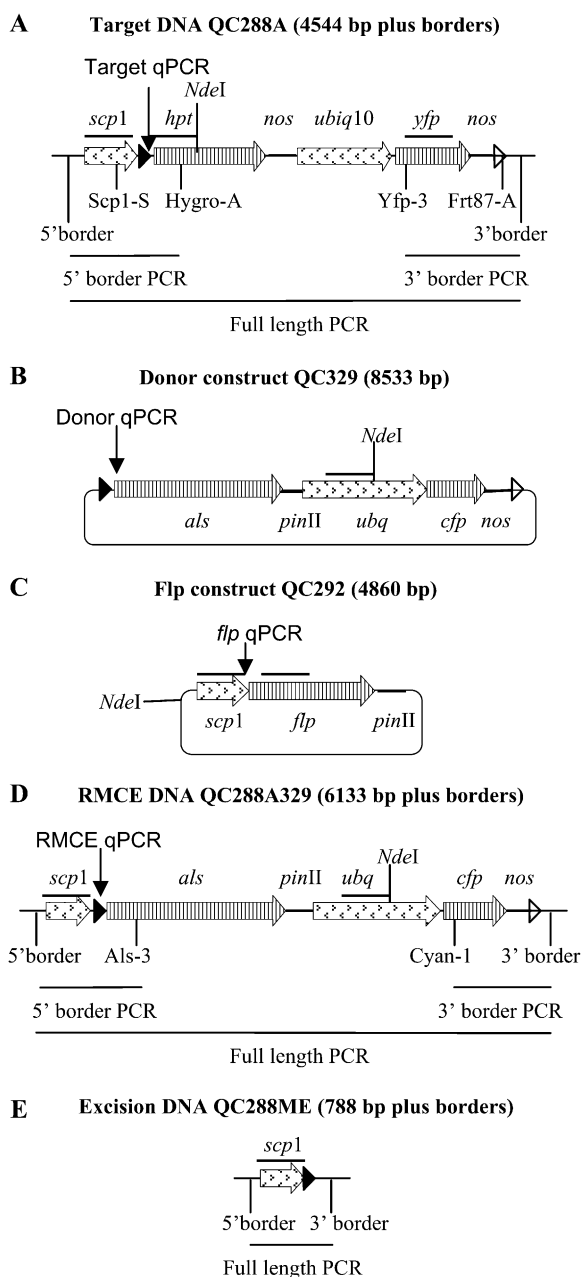 A Target DNA QC288A (4544 bp plus borders)
Target qPCR
NdeI
scp1 hpt nos ubiq10 yfp nos
Scp1-S Hygro-A Yfp-3 Frt87-A
5’border 3’border
5’ border PCR 3’ border PCR
Full length PCR
B Donor construct QC329 (8533 bp)
Donor qPCR
NdeI
als pinII ubq cfp nos
C Flp construct QC292 (4860 bp)
flp qPCR
NdeI
scp1 flp pinII
D RMCE DNA QC288A329 (6133 bp plus borders)
RMCE qPCR
NdeI
scp1 als pinII ubq cfp nos
5’border Als-3 Cyan-1 3’ border
5’ border PCR 3’ border PCR
Full length PCR
E Excision DNA QC288ME (788 bp plus borders)
scp1
5’border 3’ border
Full length PCR